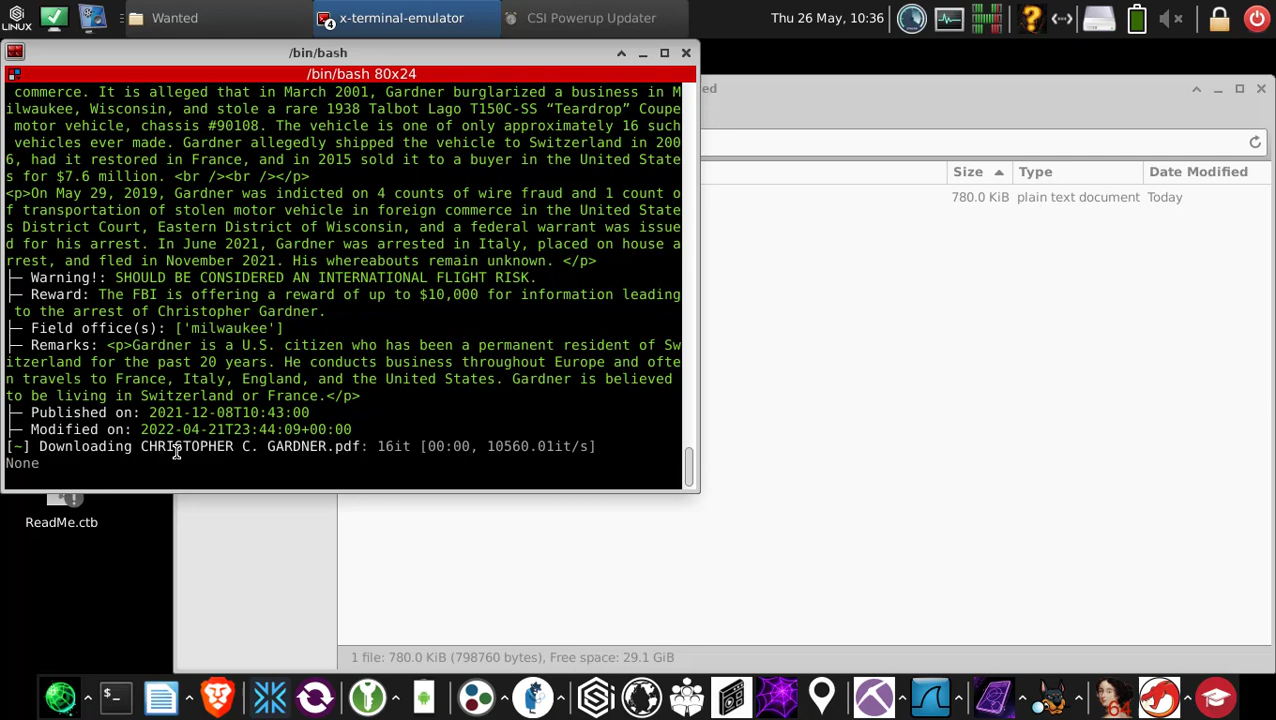 LINUX
4
Wanted
x-terminal-emulator
CSI Powerup Updater
Thu 26 May, 10:36
/bin/bash
/bin/bash 80x24
ed
commerce. It is alleged that in March 2001, Gardner burglarized a business in M
ilwaukee, Wisconsin, and stole a rare 1938 Talbot Lago T150C-SS “Teardrop” Coupe
motor vehicle, chassis #90108. The vehicle is one of only approximately 16 such
vehicles ever made. Gardner allegedly shipped the vehicle to Switzerland in 200
6, had it restored in France, and in 2015 sold it to a buyer in the United State
s for $7.6 million. <br /><br /></p>
<p>On May 29, 2019, Gardner was indicted on 4 counts of wire fraud and 1 count o
f transportation of stolen motor vehicle in foreign commerce in the United State
s District Court, Eastern District of Wisconsin, and a federal warrant was issue
d for his arrest. In June 2021, Gardner was arrested in Italy, placed on house a
rrest, and fled in November 2021. His whereabouts remain unknown. </p>
├─ Warning!: SHOULD BE CONSIDERED AN INTERNATIONAL FLIGHT RISK.
├─ Reward: The FBI is offering a reward of up to $10,000 for information leading
to the arrest of Christopher Gardner.
├─ Field office(s): ['milwaukee']
├─ Remarks: <p>Gardner is a U.S. citizen who has been a permanent resident of Sw
itzerland for the past 20 years. He conducts business throughout Europe and ofte
n travels to France, Italy, England, and the United States. Gardner is believed
to be living in Switzerland or France.</p>
├─ Published on: 2021-12-08T10:43:00
├─ Modified on: 2022-04-21T23:44:09+00:00
[~] Downloading CHRISTOPHER C. GARDNER.pdf: 16it [00:00, 10560.01it/s]
None
Size Type Date Modified
780.0 KiB plain text document Today
ReadMe.ctb
1 file: 780.0 KiB (798760 bytes), Free space: 29.1 GiB
64